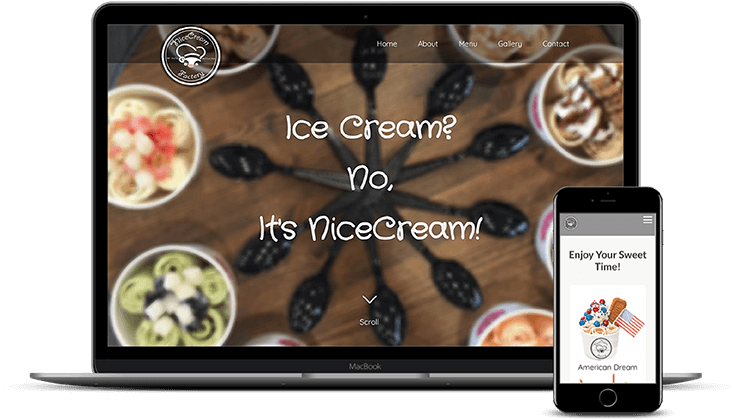 NiceCream
Factory
Home About Menu Gallery Contact
Ice Cream?
No,
It's NiceCream!
Scroll
MacBook
Enjoy Your Sweet
Time!
American Dream